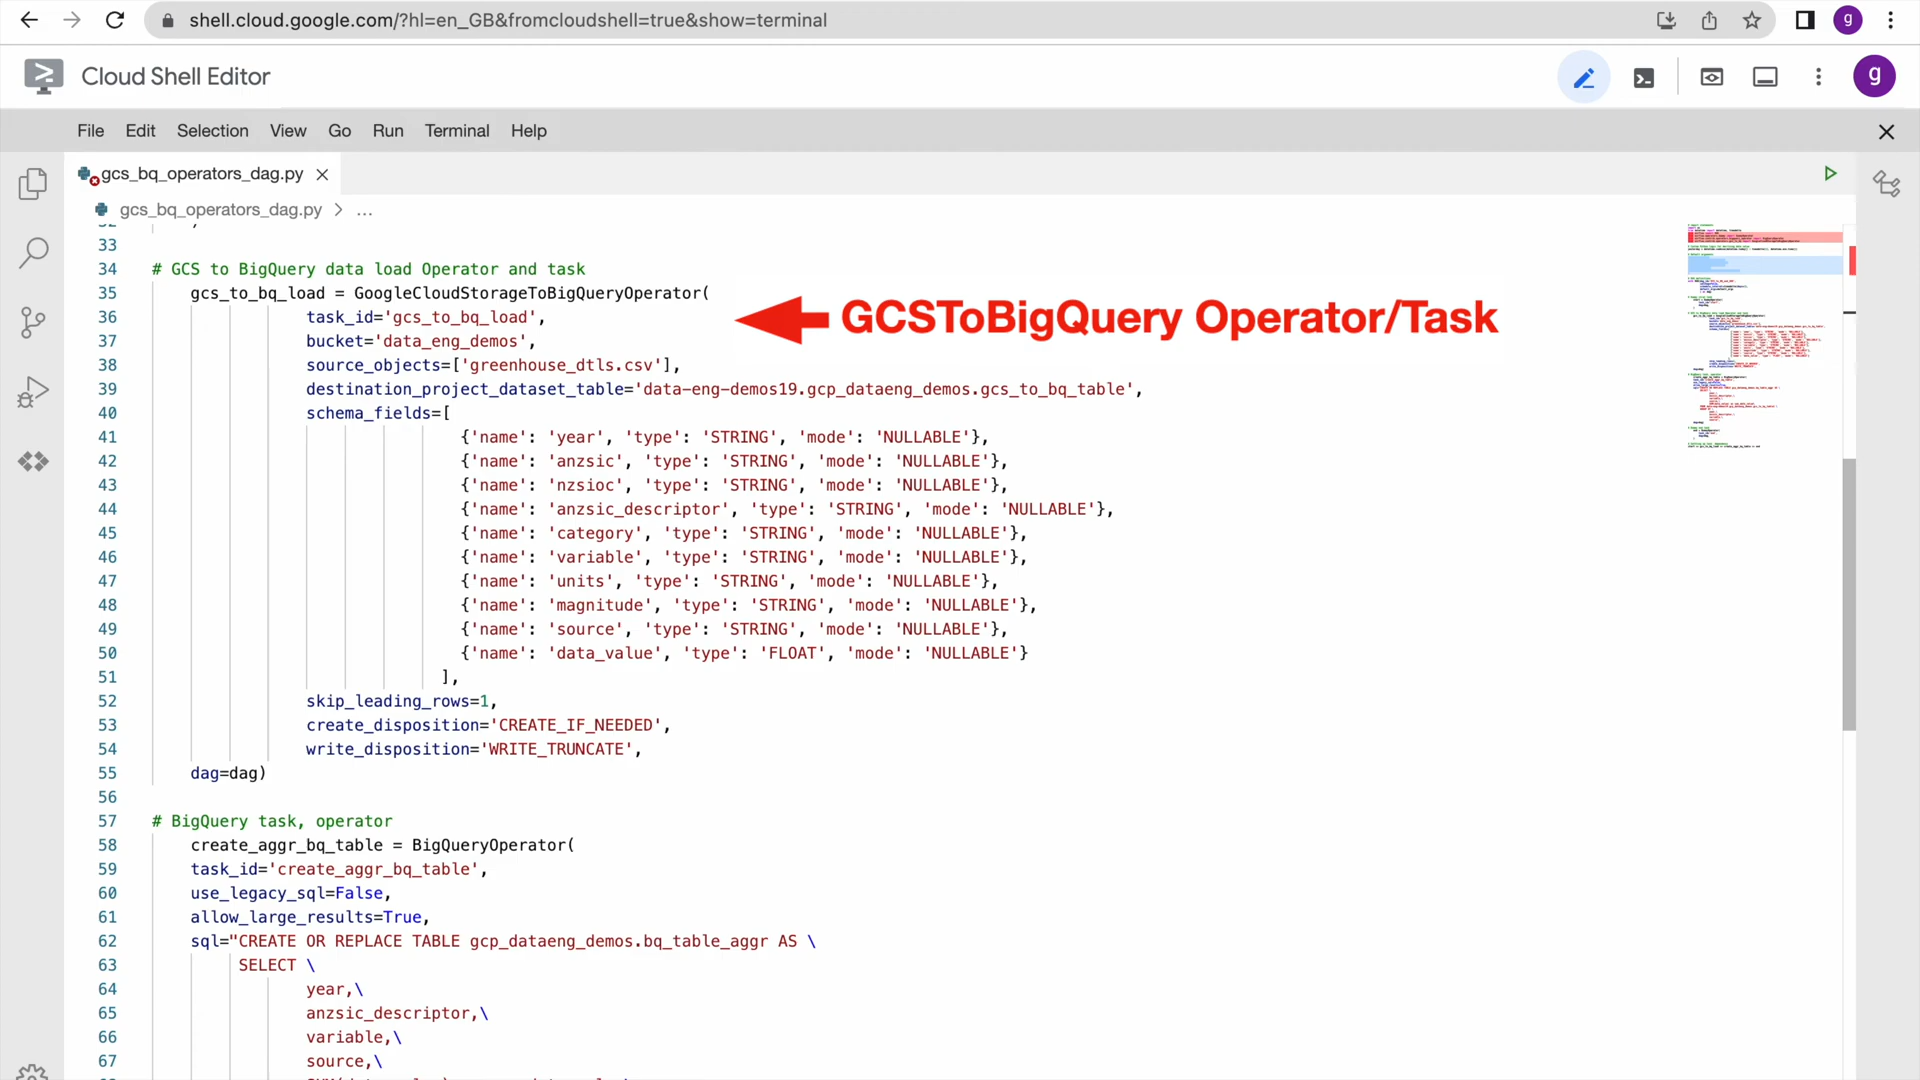 shell.cloud.google.com/?hl=en_GB&fromcloudshell=true&show=terminal
g
Cloud Shell Editor
g
File Edit Selection View Go Run Terminal Help
gcs_bq_operators_dag.py
gcs_bq_operators_dag.py > ...
33
34 # GCS to BigQuery data load Operator and task
35 gcs_to_bq_load = GoogleCloudStorageToBigQueryOperator(
36 task_id='gcs_to_bq_load',
GCSToBigQuery Operator/Task
37 bucket='data_eng_demos',
38 source_objects=['greenhouse_dtls.csv'],
39 destination_project_dataset_table='data-eng-demos19.gcp_dataeng_demos.gcs_to_bq_table',
40 schema_fields=[
41 {'name': 'year', 'type': 'STRING', 'mode': 'NULLABLE'},
42 {'name': 'anzsic', 'type': 'STRING', 'mode': 'NULLABLE'},
43 {'name': 'nzsioc', 'type': 'STRING', 'mode': 'NULLABLE'},
44 {'name': 'anzsic_descriptor', 'type': 'STRING', 'mode': 'NULLABLE'},
45 {'name': 'category', 'type': 'STRING', 'mode': 'NULLABLE'},
46 {'name': 'variable', 'type': 'STRING', 'mode': 'NULLABLE'},
47 {'name': 'units', 'type': 'STRING', 'mode': 'NULLABLE'},
48 {'name': 'magnitude', 'type': 'STRING', 'mode': 'NULLABLE'},
49 {'name': 'source', 'type': 'STRING', 'mode': 'NULLABLE'},
50 {'name': 'data_value', 'type': 'FLOAT', 'mode': 'NULLABLE'}
51 ],
52 skip_leading_rows=1,
53 create_disposition='CREATE_IF_NEEDED',
54 write_disposition='WRITE_TRUNCATE',
55 dag=dag)
56
57 # BigQuery task, operator
58 create_aggr_bq_table = BigQueryOperator(
59 task_id='create_aggr_bq_table',
60 use_legacy_sql=False,
61 allow_large_results=True,
62 sql="CREATE OR REPLACE TABLE gcp_dataeng_demos.bq_table_aggr AS \
63 SELECT \
64 year,\
65 anzsic_descriptor,\
66 variable,\
67 source,\